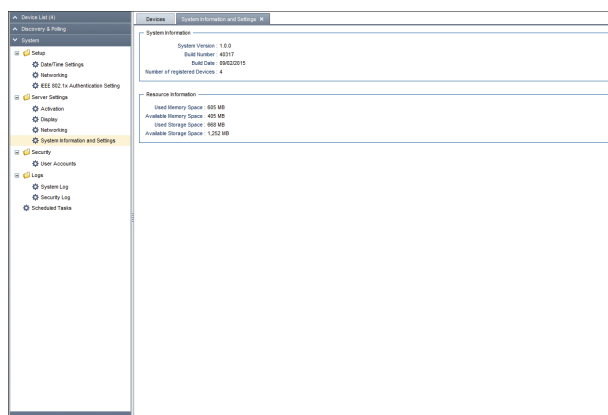 Device List (4)
Discovery & Polling
System
Setup
Date/Time Settings
Networking
IEEE 802.1x Authentication Setting
Server Settings
Activation
Display
Networking
System Information and Settings
Security
User Accounts
Logs
System Log
Security Log
Scheduled Tasks
Devices
System Information and Settings
System Information
System Version : 1.0.0
Build Number : 40317
Build Date : 09/02/2015
Number of registered Devices : 4
Resource Information
Used Memory Space : 605 MB
Available Memory Space : 405 MB
Used Storage Space : 668 MB
Available Storage Space : 1,252 MB